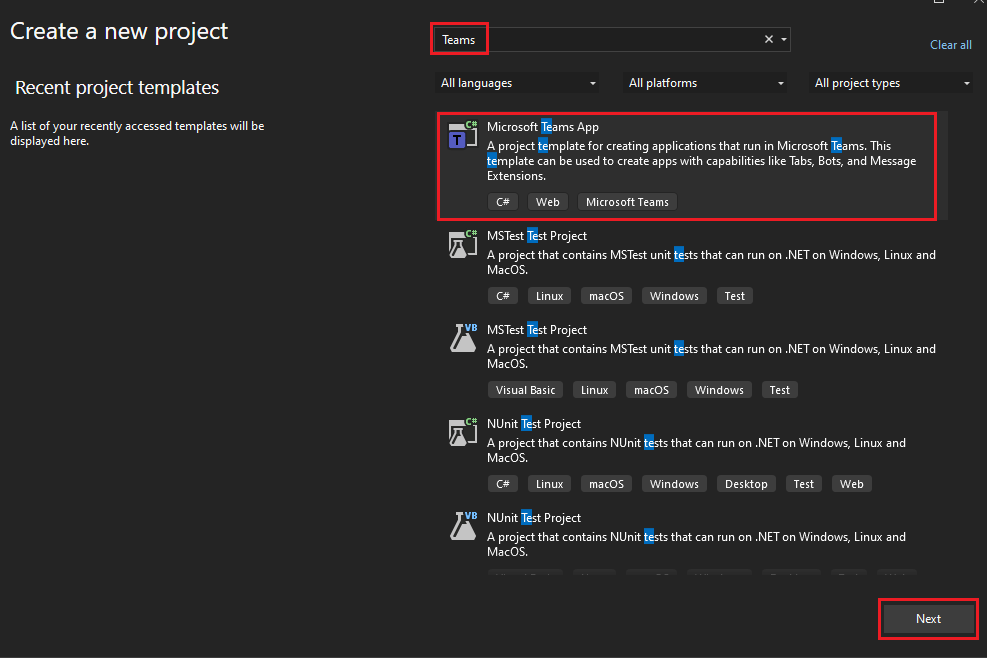 Create a new project
Teams
Clear all
Recent project templates
All languages
All platforms
All project types
A list of your recently accessed templates will be
displayed here.
C#
T
Microsoft Teams App
A project template for creating applications that run in Microsoft Teams. This
template can be used to create apps with capabilities like Tabs, Bots, and Message
Extensions.
C# Web Microsoft Teams
C#
MSTest Test Project
A project that contains MSTest unit tests that can run on .NET on Windows, Linux and
MacOS.
C# Linux macOS Windows Test
VB
MSTest Test Project
A project that contains MSTest unit tests that can run on .NET on Windows, Linux and
MacOS.
Visual Basic Linux macOS Windows Test
C#
NUnit Test Project
A project that contains NUnit tests that can run on .NET on Windows, Linux and
MacOS.
C# Linux macOS Windows Desktop Test Web
VB
NUnit Test Project
A project that contains NUnit tests that can run on .NET on Windows, Linux and
MacOS.
Next